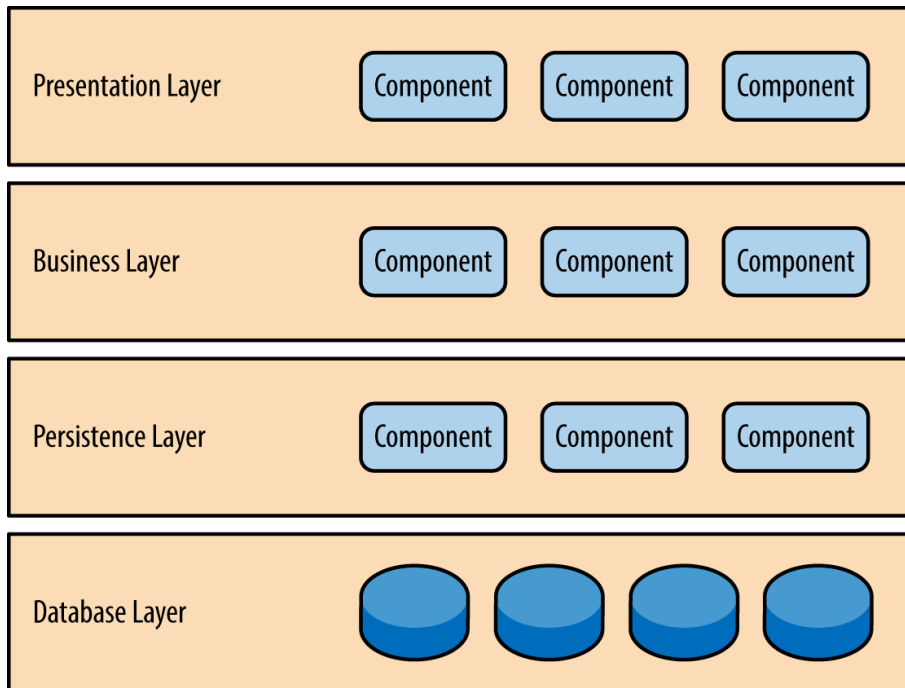 Presentation Layer
Component Component Component
Business Layer
Component Component Component
Persistence Layer
Component Component Component
Database Layer